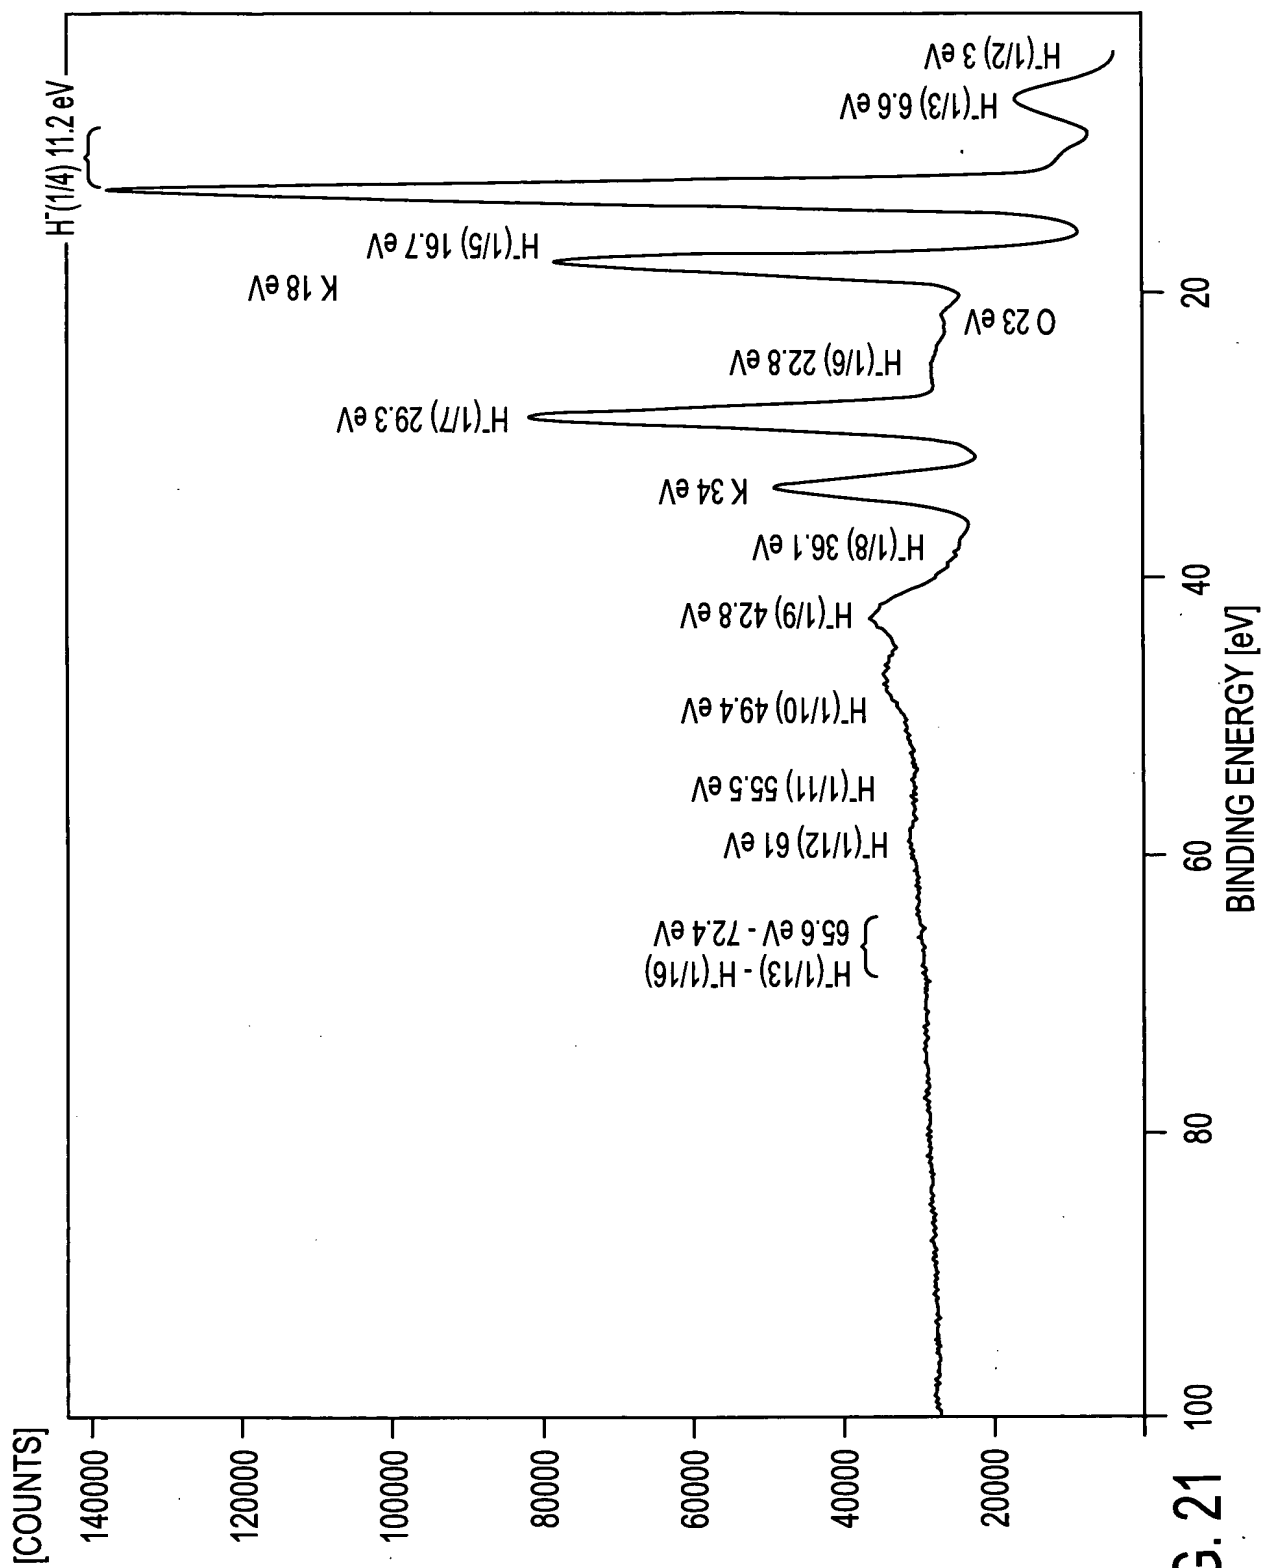 [COUNTS]
140000
120000
100000
80000
60000
40000
20000
H⁻(1/13) - H⁻(1/16)
65.6 eV - 72.4 eV
H⁻(1/12) 61 eV
H⁻(1/11) 55.5 eV
H⁻(1/10) 49.4 eV
H⁻(1/9) 42.8 eV
H⁻(1/8) 36.1 eV
K 34 eV
H⁻(1/7) 29.3 eV
H⁻(1/6) 22.8 eV
O 23 eV
K 18 eV
H⁻(1/5) 16.7 eV
H⁻(1/4) 11.2 eV
H⁻(1/3) 6.6 eV
H⁻(1/2) 3 eV
100
80
60
40
20
BINDING ENERGY [eV]
G. 21